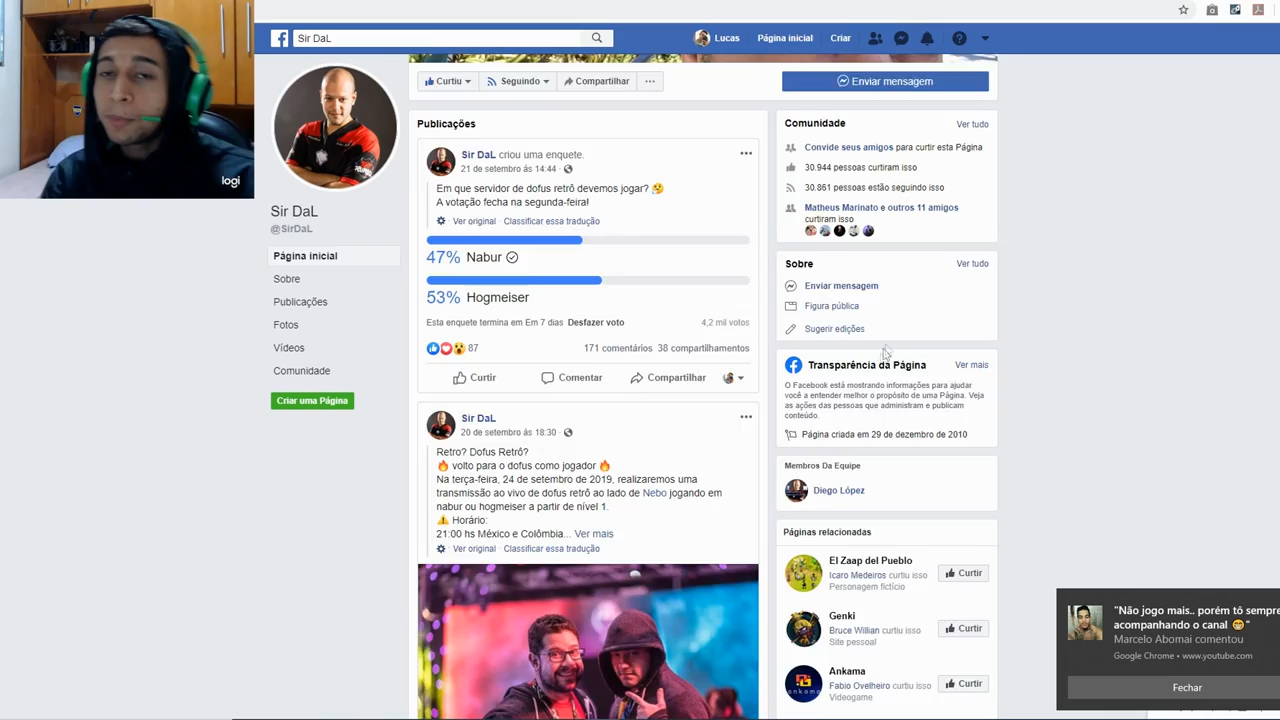 logi
Sir DaL
Lucas
Página inicial
Criar
Sir DaL
@SirDaL
Página inicial
Sobre
Publicações
Fotos
Vídeos
Comunidade
Criar uma Página
Curtiu
Seguindo
Compartilhar
Enviar mensagem
Publicações
Sir DaL criou uma enquete.
21 de setembro às 14:44
Em que servidor de dofus retrô devemos jogar? 🤔
A votação fecha na segunda-feira!
Ver original Classificar essa tradução
47% Nabur
53% Hogmeiser
Esta enquete termina em Em 7 dias Desfazer voto 4,2 mil votos
87 171 comentários 38 compartilhamentos
Curtir Comentar Compartilhar
Sir DaL
20 de setembro às 18:30
Retro? Dofus Retrô?
🔥 volto para o dofus como jogador 🔥
Na terça-feira, 24 de setembro de 2019, realizaremos uma
transmissão ao vivo de dofus retrô ao lado de Nebo jogando em
nabur ou hogmeiser a partir de nível 1.
⚠️ Horário:
21:00 hs México e Colômbia... Ver mais
Ver original Classificar essa tradução
Comunidade Ver tudo
Convide seus amigos para curtir esta Página
30.944 pessoas curtiram isso
30.861 pessoas estão seguindo isso
Matheus Marinato e outros 11 amigos
curtiram isso
Sobre Ver tudo
Enviar mensagem
Figura pública
Sugerir edições
Transparência da Página Ver mais
O Facebook está mostrando informações para ajudar
você a entender melhor o propósito de uma Página. Veja
as ações das pessoas que administram e publicam
conteúdo.
Página criada em 29 de dezembro de 2010
Membros Da Equipe
Diego López
Páginas relacionadas
El Zaap del Pueblo
Icaro Medeiros curtiu isso
Personagem fictício
Curtir
Genki
Bruce Willian curtiu isso
Site pessoal
Curtir
Ankama
Fabio Ovelheiro curtiu isso
Videogame
Curtir
"Não jogo mais.. porém tô sempre
acompanhando o canal 😁"
Marcelo Abomai comentou
Google Chrome • www.youtube.com
Fechar